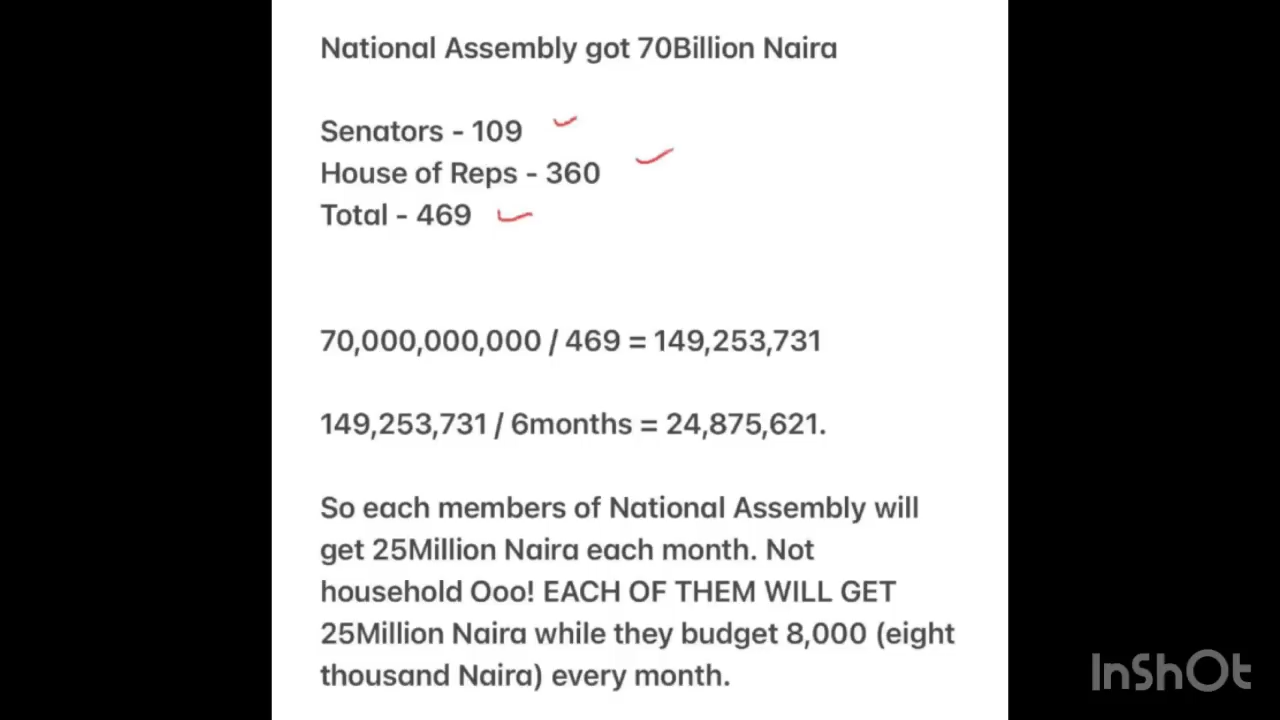 National Assembly got 70Billion Naira
Senators - 109
House of Reps - 360
Total - 469
70,000,000,000 / 469 = 149,253,731
149,253,731 / 6months = 24,875,621.
So each members of National Assembly will
get 25Million Naira each month. Not
household Ooo! EACH OF THEM WILL GET
25Million Naira while they budget 8,000 (eight
thousand Naira) every month.
InShOt